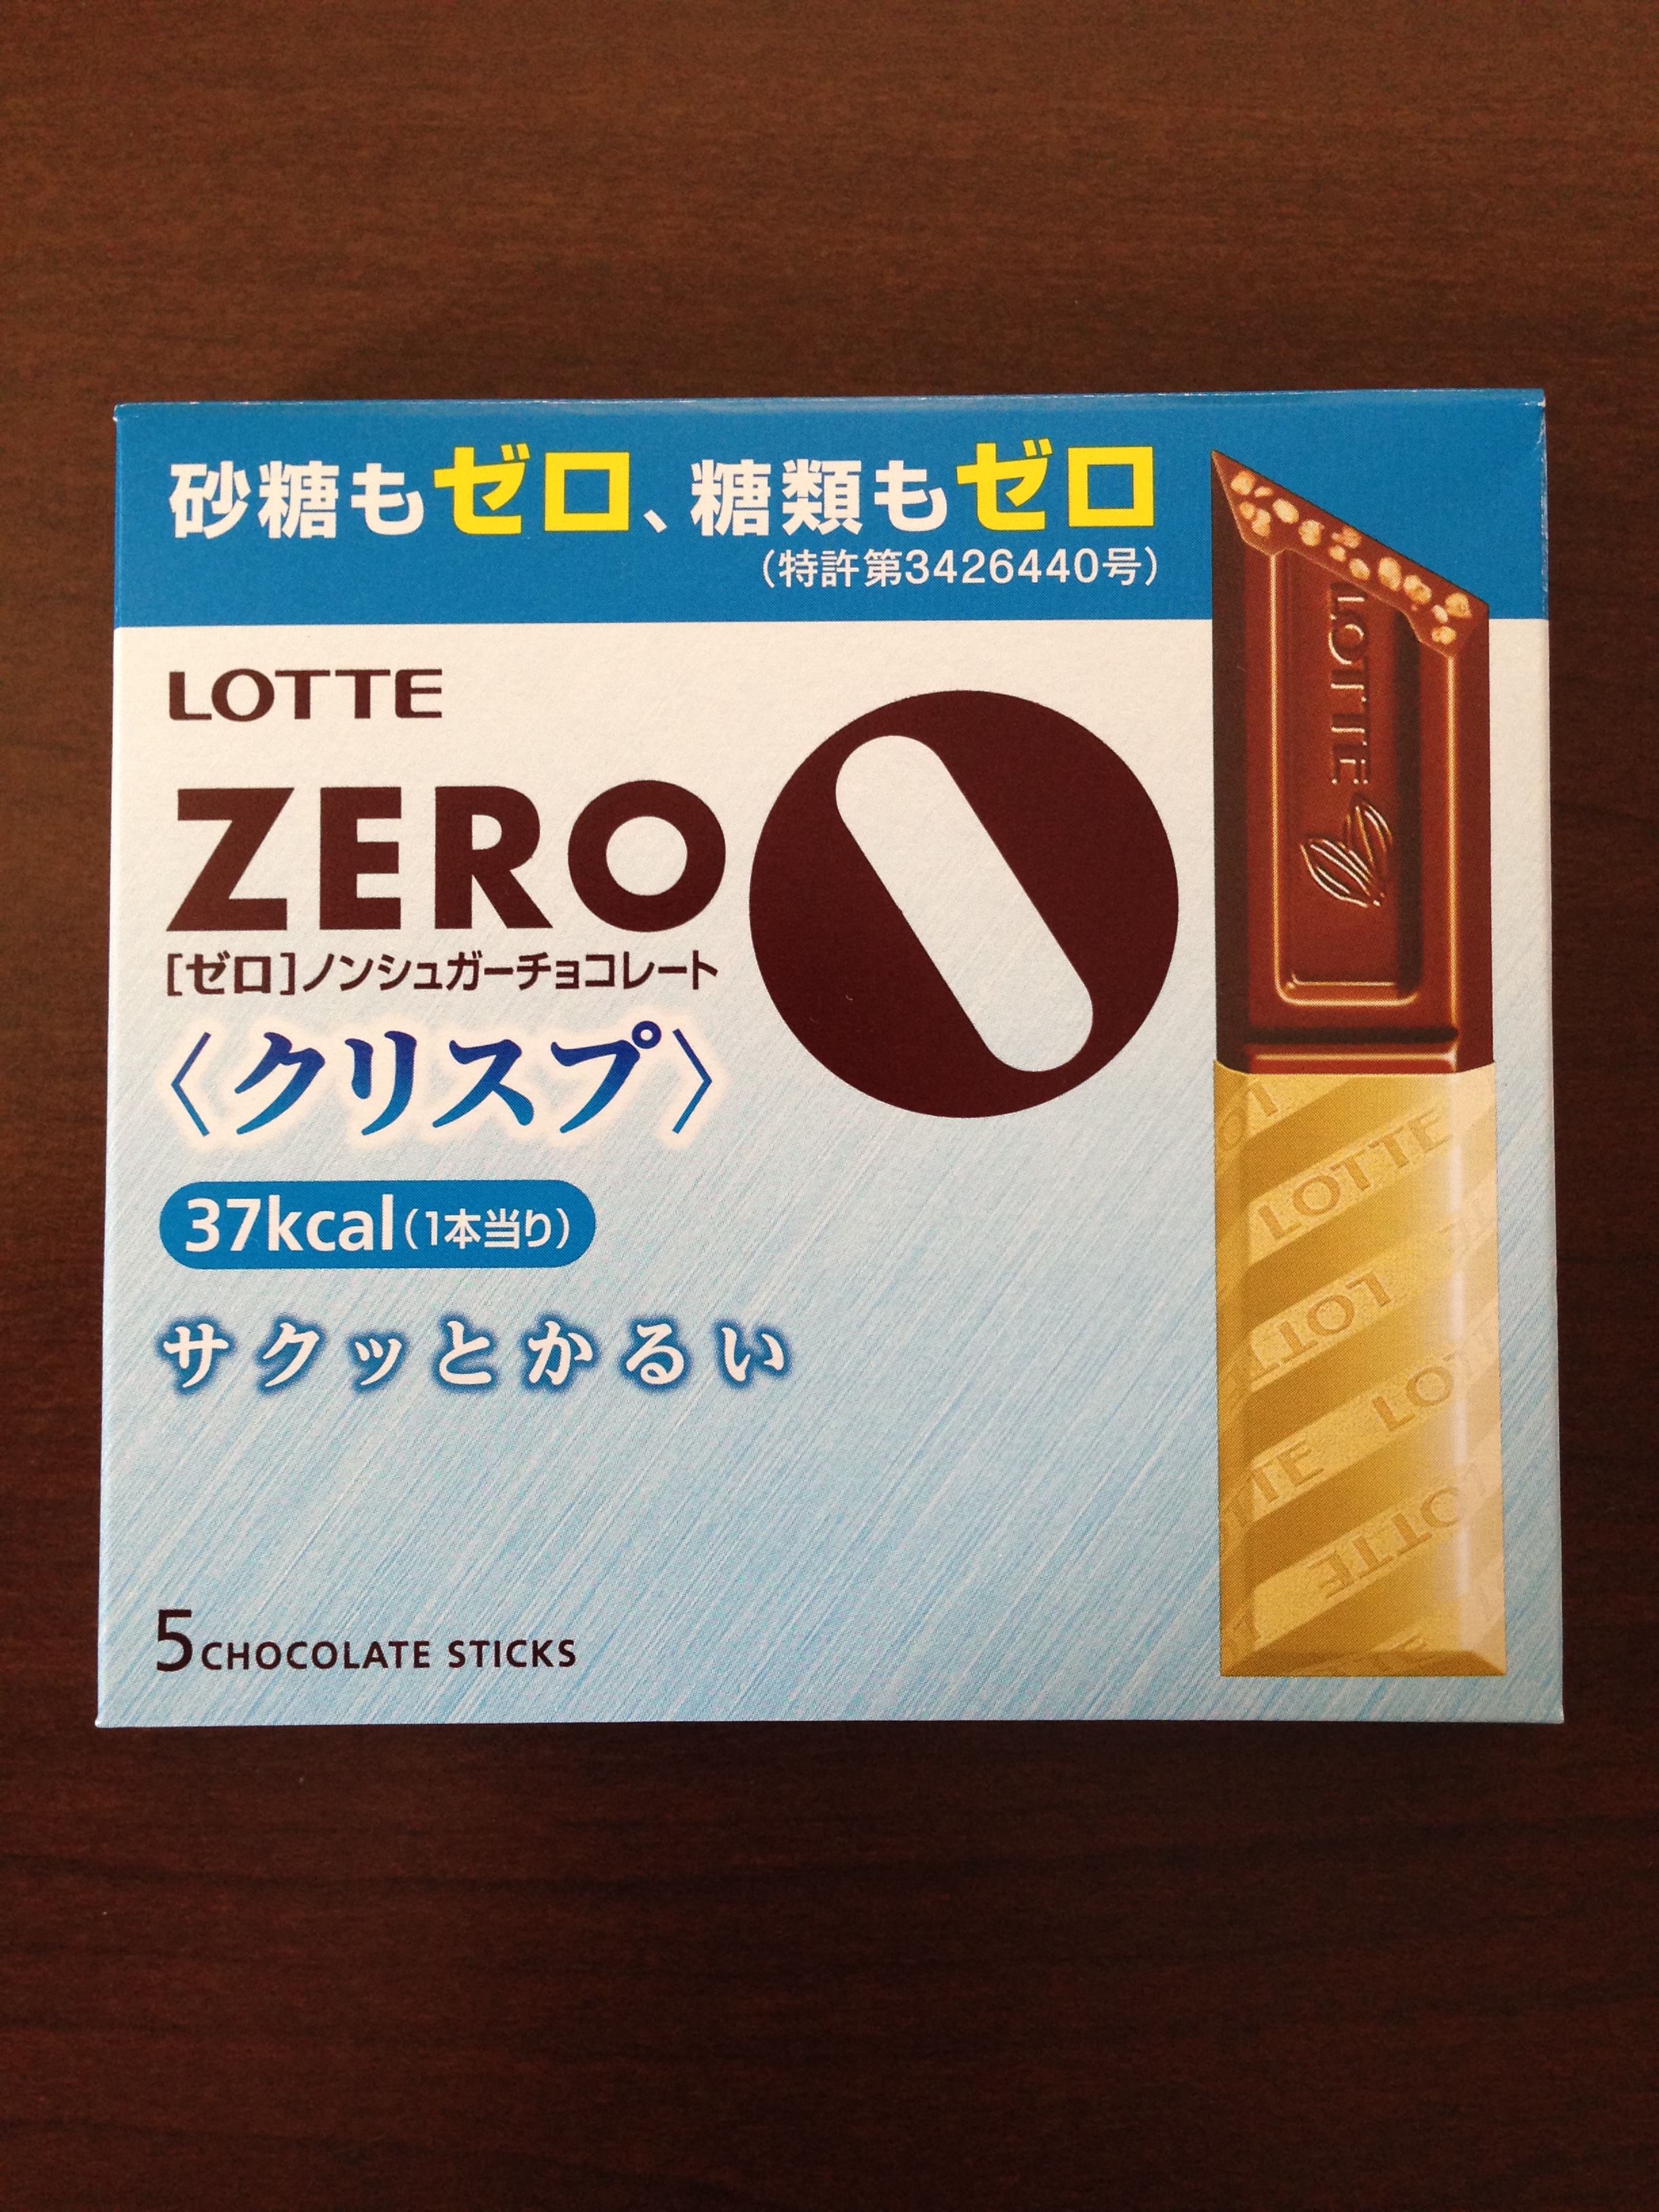 砂糖もゼロ、糖類もゼロ
(特許第3426440号)
LOTTE
ZERO
[ゼロ]ノンシュガーチョコレート
〈クリスプ〉
37kcal(1本当り)
サクッとかるい
5 CHOCOLATE STICKS
LOTTE
LOTTE
LOTTE
LOTTE